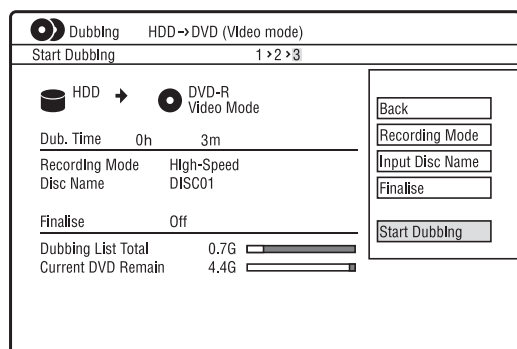 Dubbing HDD→DVD (Video mode)
Start Dubbing 1›2›3
HDD → DVD-R
Video Mode
Dub. Time 0h 3m
Recording Mode High-Speed
Disc Name DISC01
Finalise Off
Dubbing List Total 0.7G
Current DVD Remain 4.4G
Back
Recording Mode
Input Disc Name
Finalise
Start Dubbing